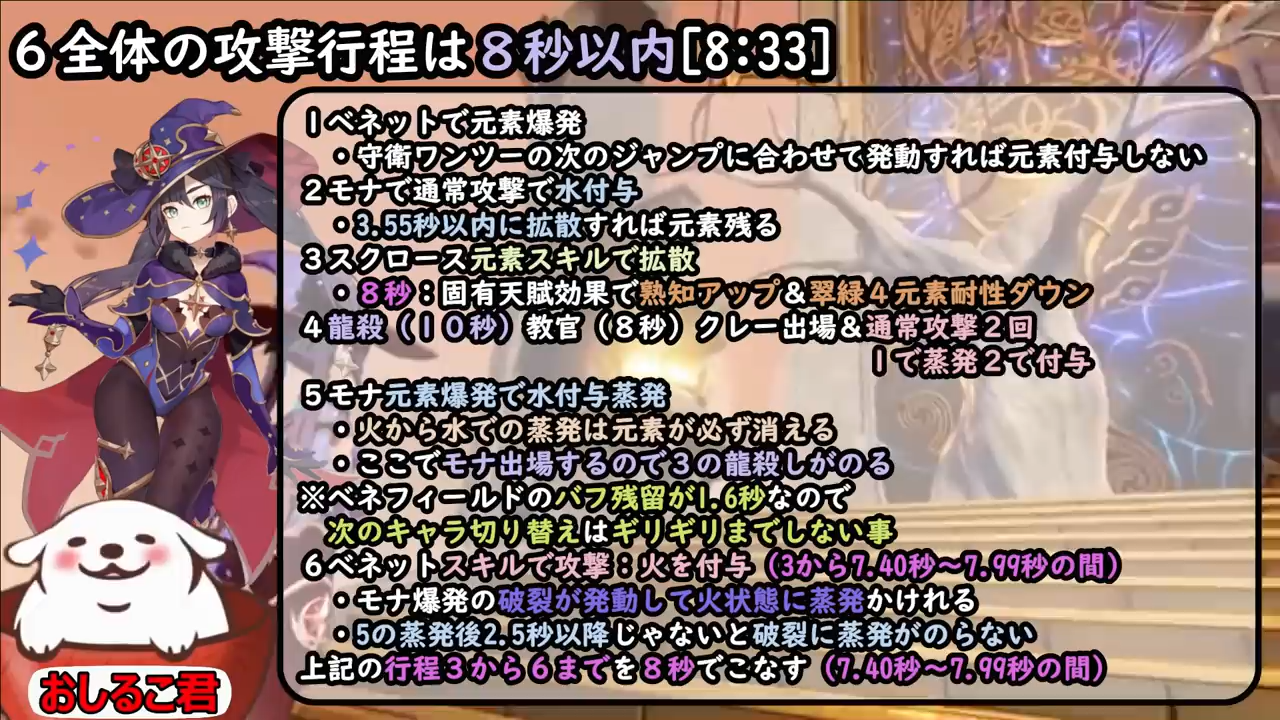 ６全体の攻撃行程は８秒以内[8:33]
１ベネットで元素爆発
・守衛ワンツーの次のジャンプに合わせて発動すれば元素付与しない
２モナで通常攻撃で水付与
・3.55秒以内に拡散すれば元素残る
３スクロース元素スキルで拡散
・８秒：固有天賦効果で熟知アップ＆翠緑４元素耐性ダウン
４龍殺（１０秒）教官（８秒）クレー出場＆通常攻撃２回
１で蒸発２で付与
５モナ元素爆発で水付与蒸発
・火から水での蒸発は元素が必ず消える
・ここでモナ出場するので３の龍殺しがのる
※ベネフィールドのバフ残留が1.6秒なので
次のキャラ切り替えはギリギリまでしない事
６ベネットスキルで攻撃：火を付与（3から7.40秒〜7.99秒の間）
・モナ爆発の破裂が発動して火状態に蒸発かけれる
・5の蒸発後2.5秒以降じゃないと破裂に蒸発がのらない
上記の行程３から６までを８秒でこなす（7.40秒〜7.99秒の間）
おしるこ君